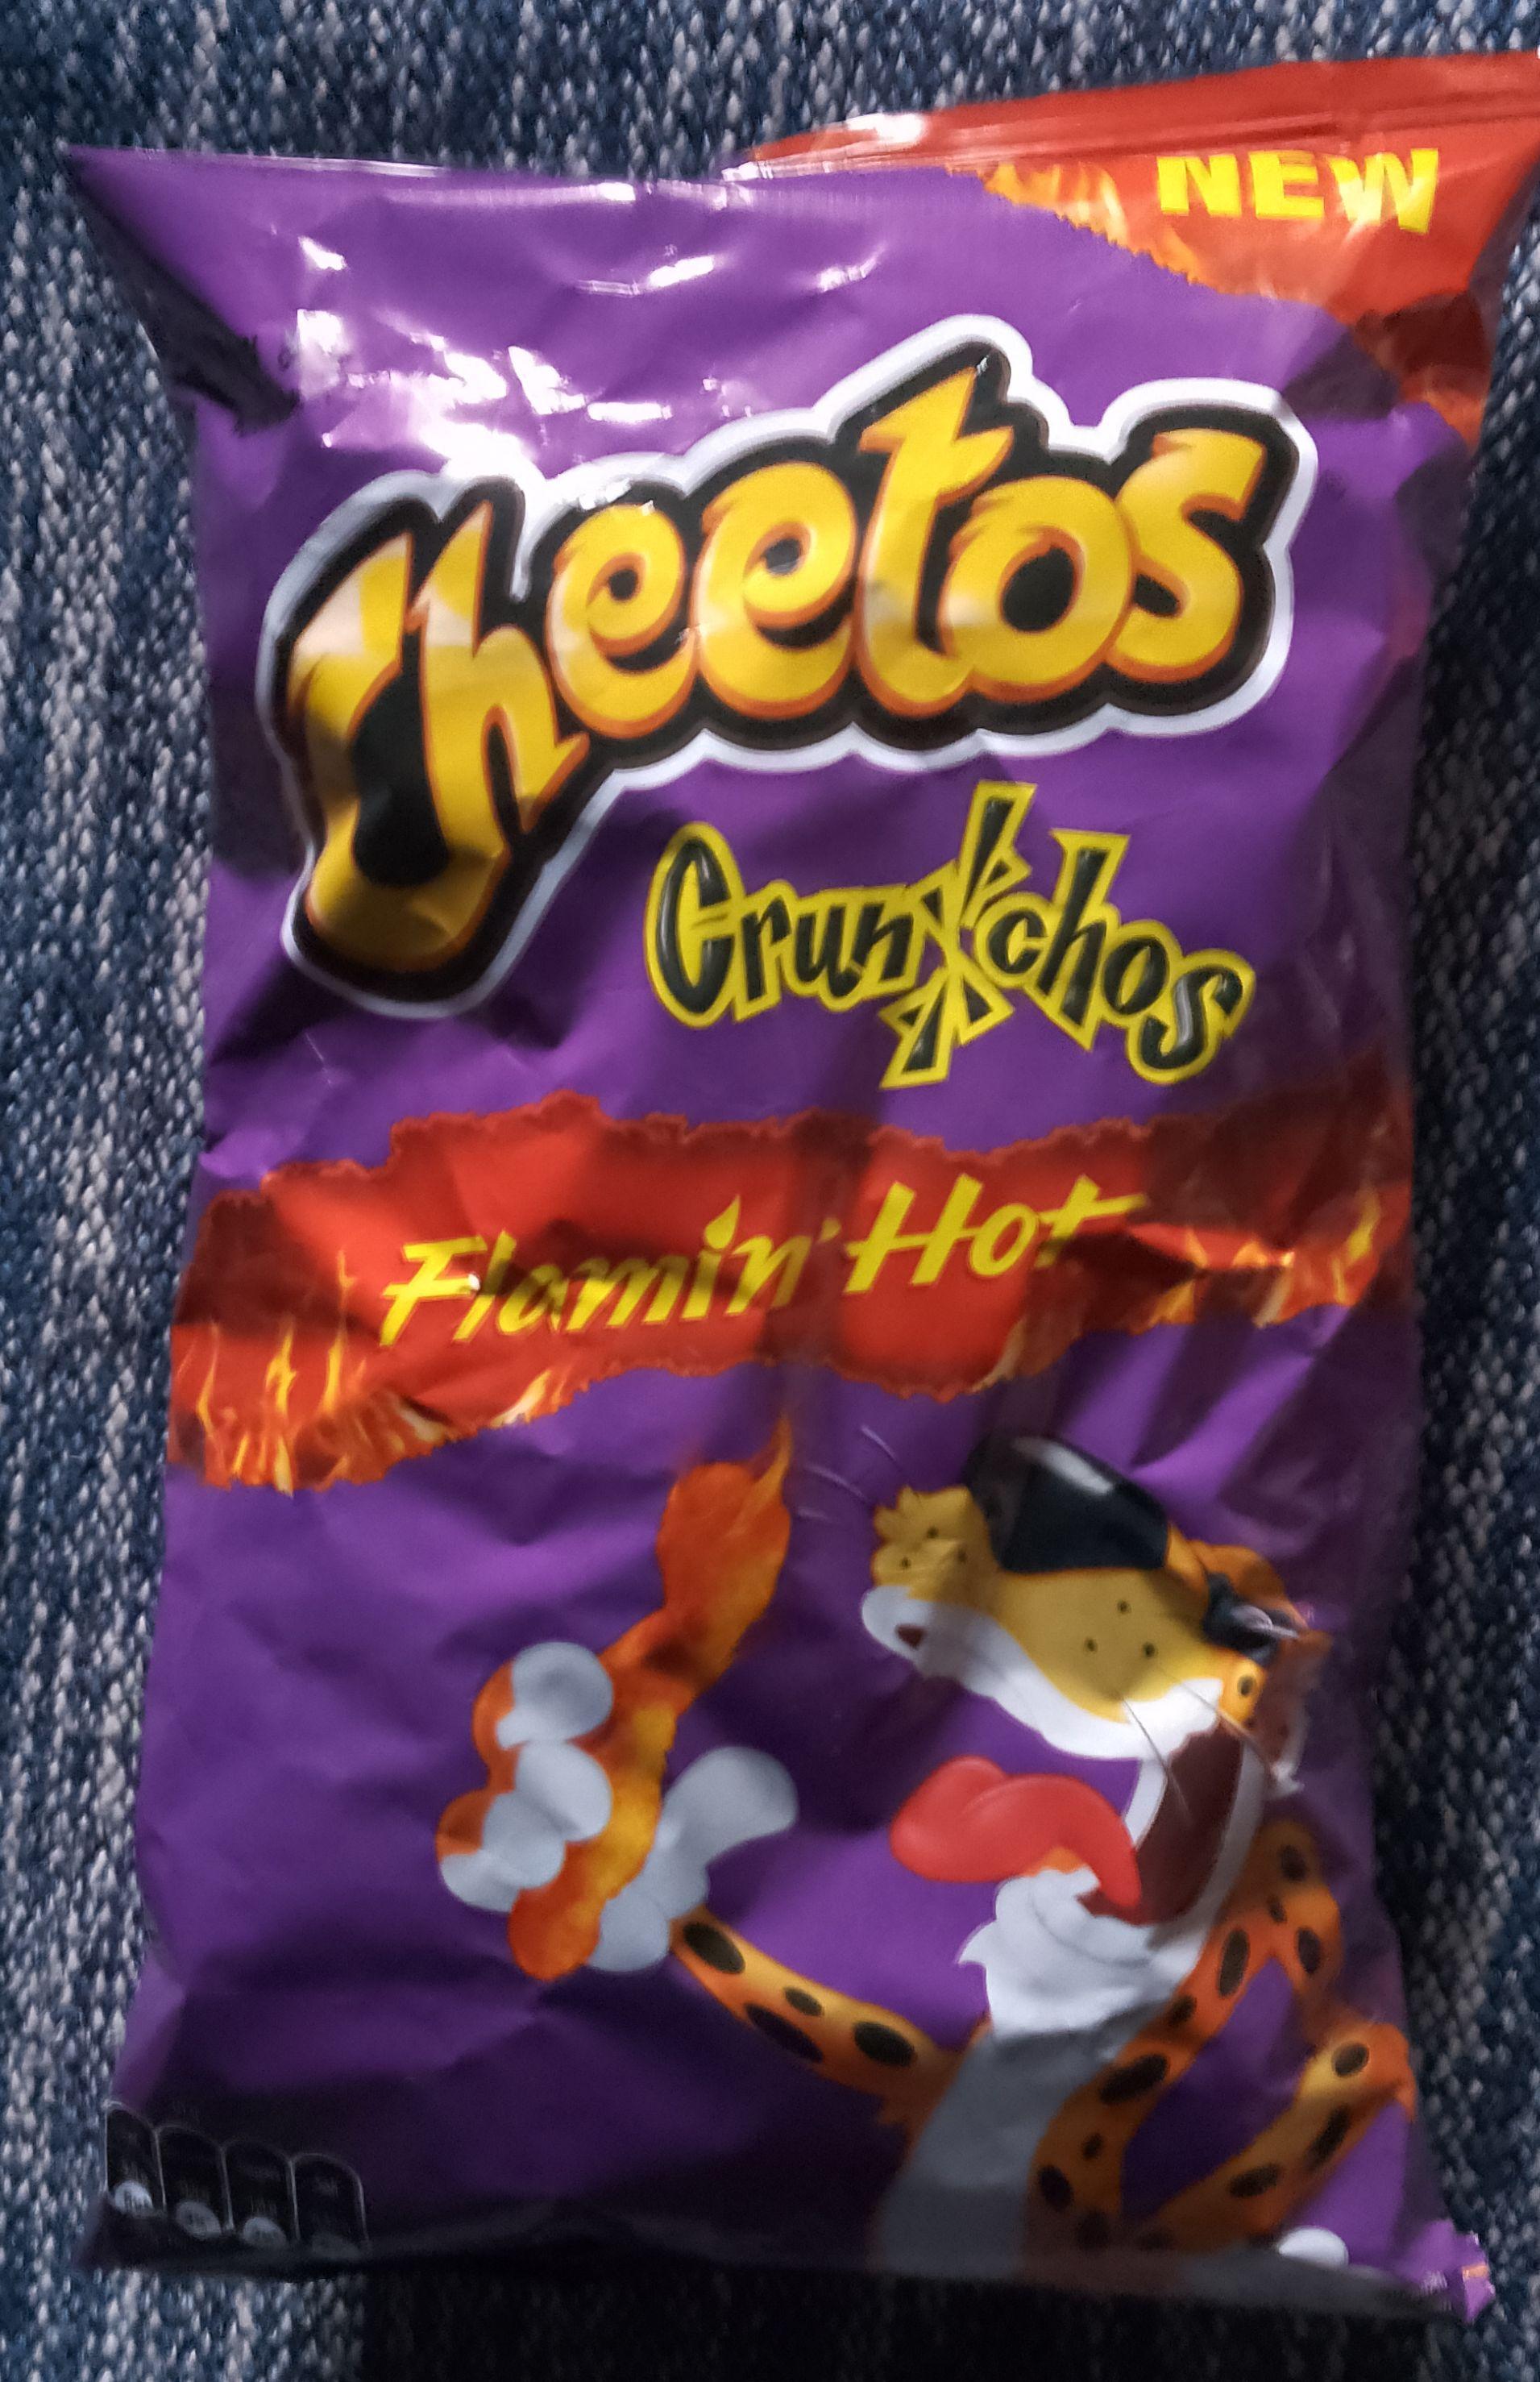 NEW
Cheetos
Crunchos
Flamin' Hot